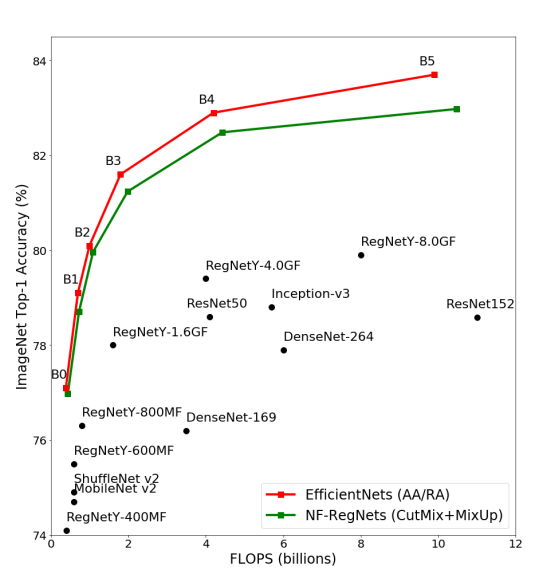 84
82
80
78
76
74
0
2
4
6
8
10
12
ImageNet Top-1 Accuracy (%)
FLOPS (billions)
B5
B4
B3
B2
B1
B0
RegNetY-8.0GF
RegNetY-4.0GF
Inception-v3
ResNet50
ResNet152
RegNetY-1.6GF
DenseNet-264
RegNetY-800MF
DenseNet-169
RegNetY-600MF
ShuffleNet v2
MobileNet v2
RegNetY-400MF
EfficientNets (AA/RA)
NF-RegNets (CutMix+MixUp)